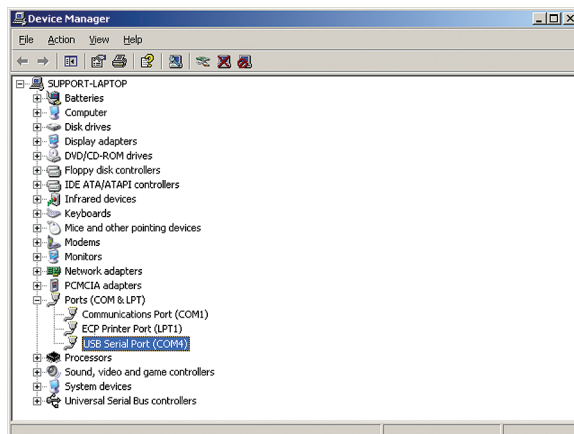 Device Manager
File Action View Help
SUPPORT-LAPTOP
Batteries
Computer
Disk drives
Display adapters
DVD/CD-ROM drives
Floppy disk controllers
IDE ATA/ATAPI controllers
Infrared devices
Keyboards
Mice and other pointing devices
Modems
Monitors
Network adapters
PCMCIA adapters
Ports (COM & LPT)
Communications Port (COM1)
ECP Printer Port (LPT1)
USB Serial Port (COM4)
Processors
Sound, video and game controllers
System devices
Universal Serial Bus controllers